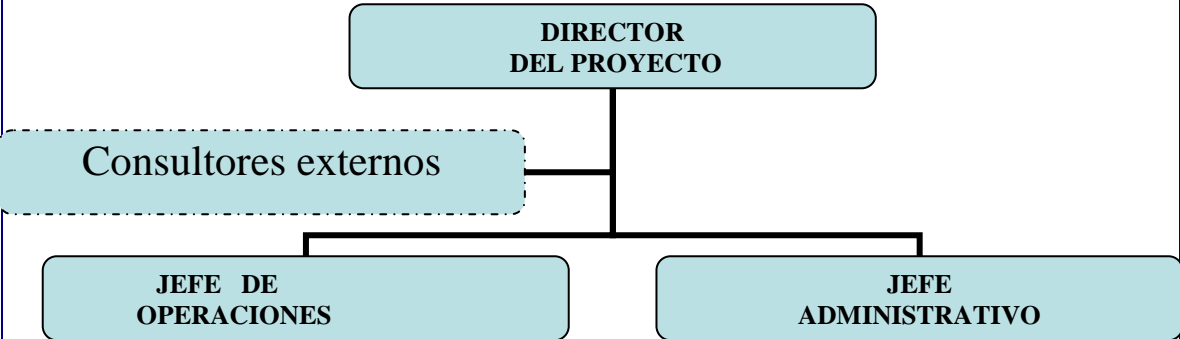 DIRECTOR
DEL PROYECTO
Consultores externos
JEFE DE
OPERACIONES
JEFE
ADMINISTRATIVO